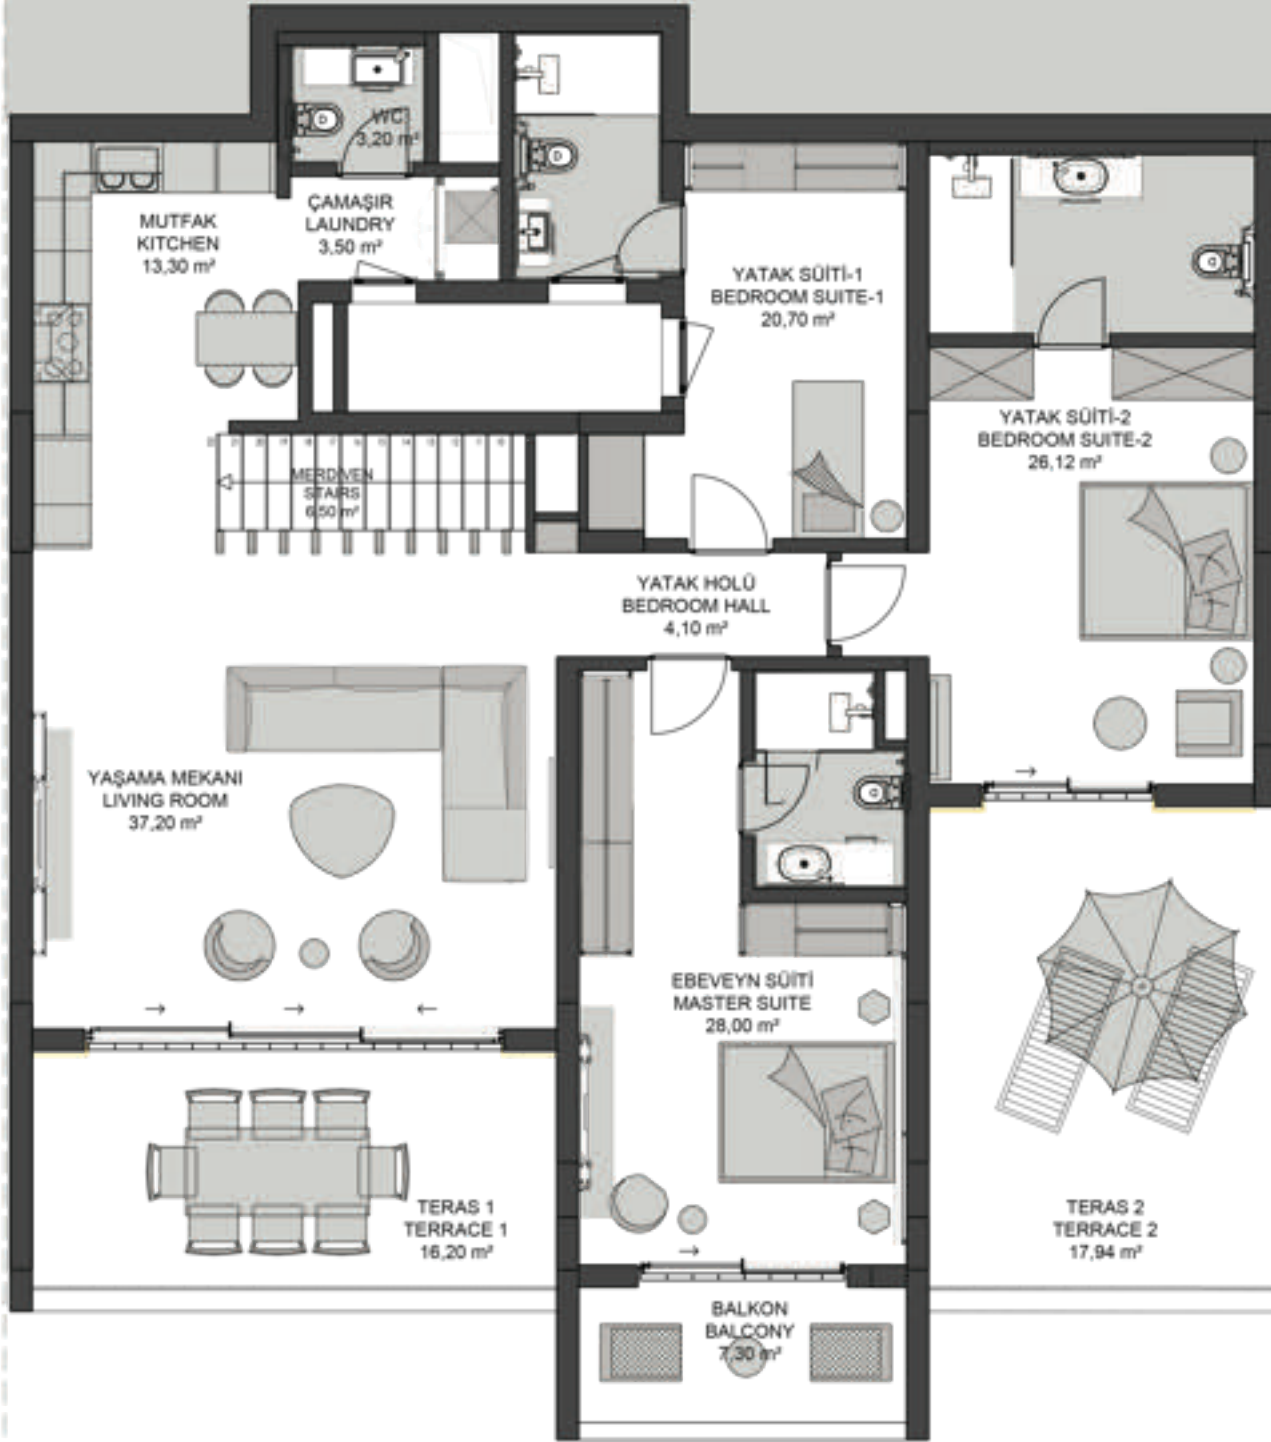 WC
3,20 m²
ÇAMAŞIR
LAUNDRY
3,50 m²
MUTFAK
KITCHEN
13,30 m²
YATAK SÜİTİ-1
BEDROOM SUITE-1
20,70 m²
YATAK SÜİTİ-2
BEDROOM SUITE-2
26,12 m²
MERDİVEN
STAIRS
6,50 m²
YATAK HOLÜ
BEDROOM HALL
4,10 m²
YAŞAMA MEKANI
LIVING ROOM
37,20 m²
EBEVEYN SÜİTİ
MASTER SUITE
28,00 m²
TERAS 1
TERRACE 1
16,20 m²
TERAS 2
TERRACE 2
17,94 m²
BALKON
BALCONY
7,30 m²